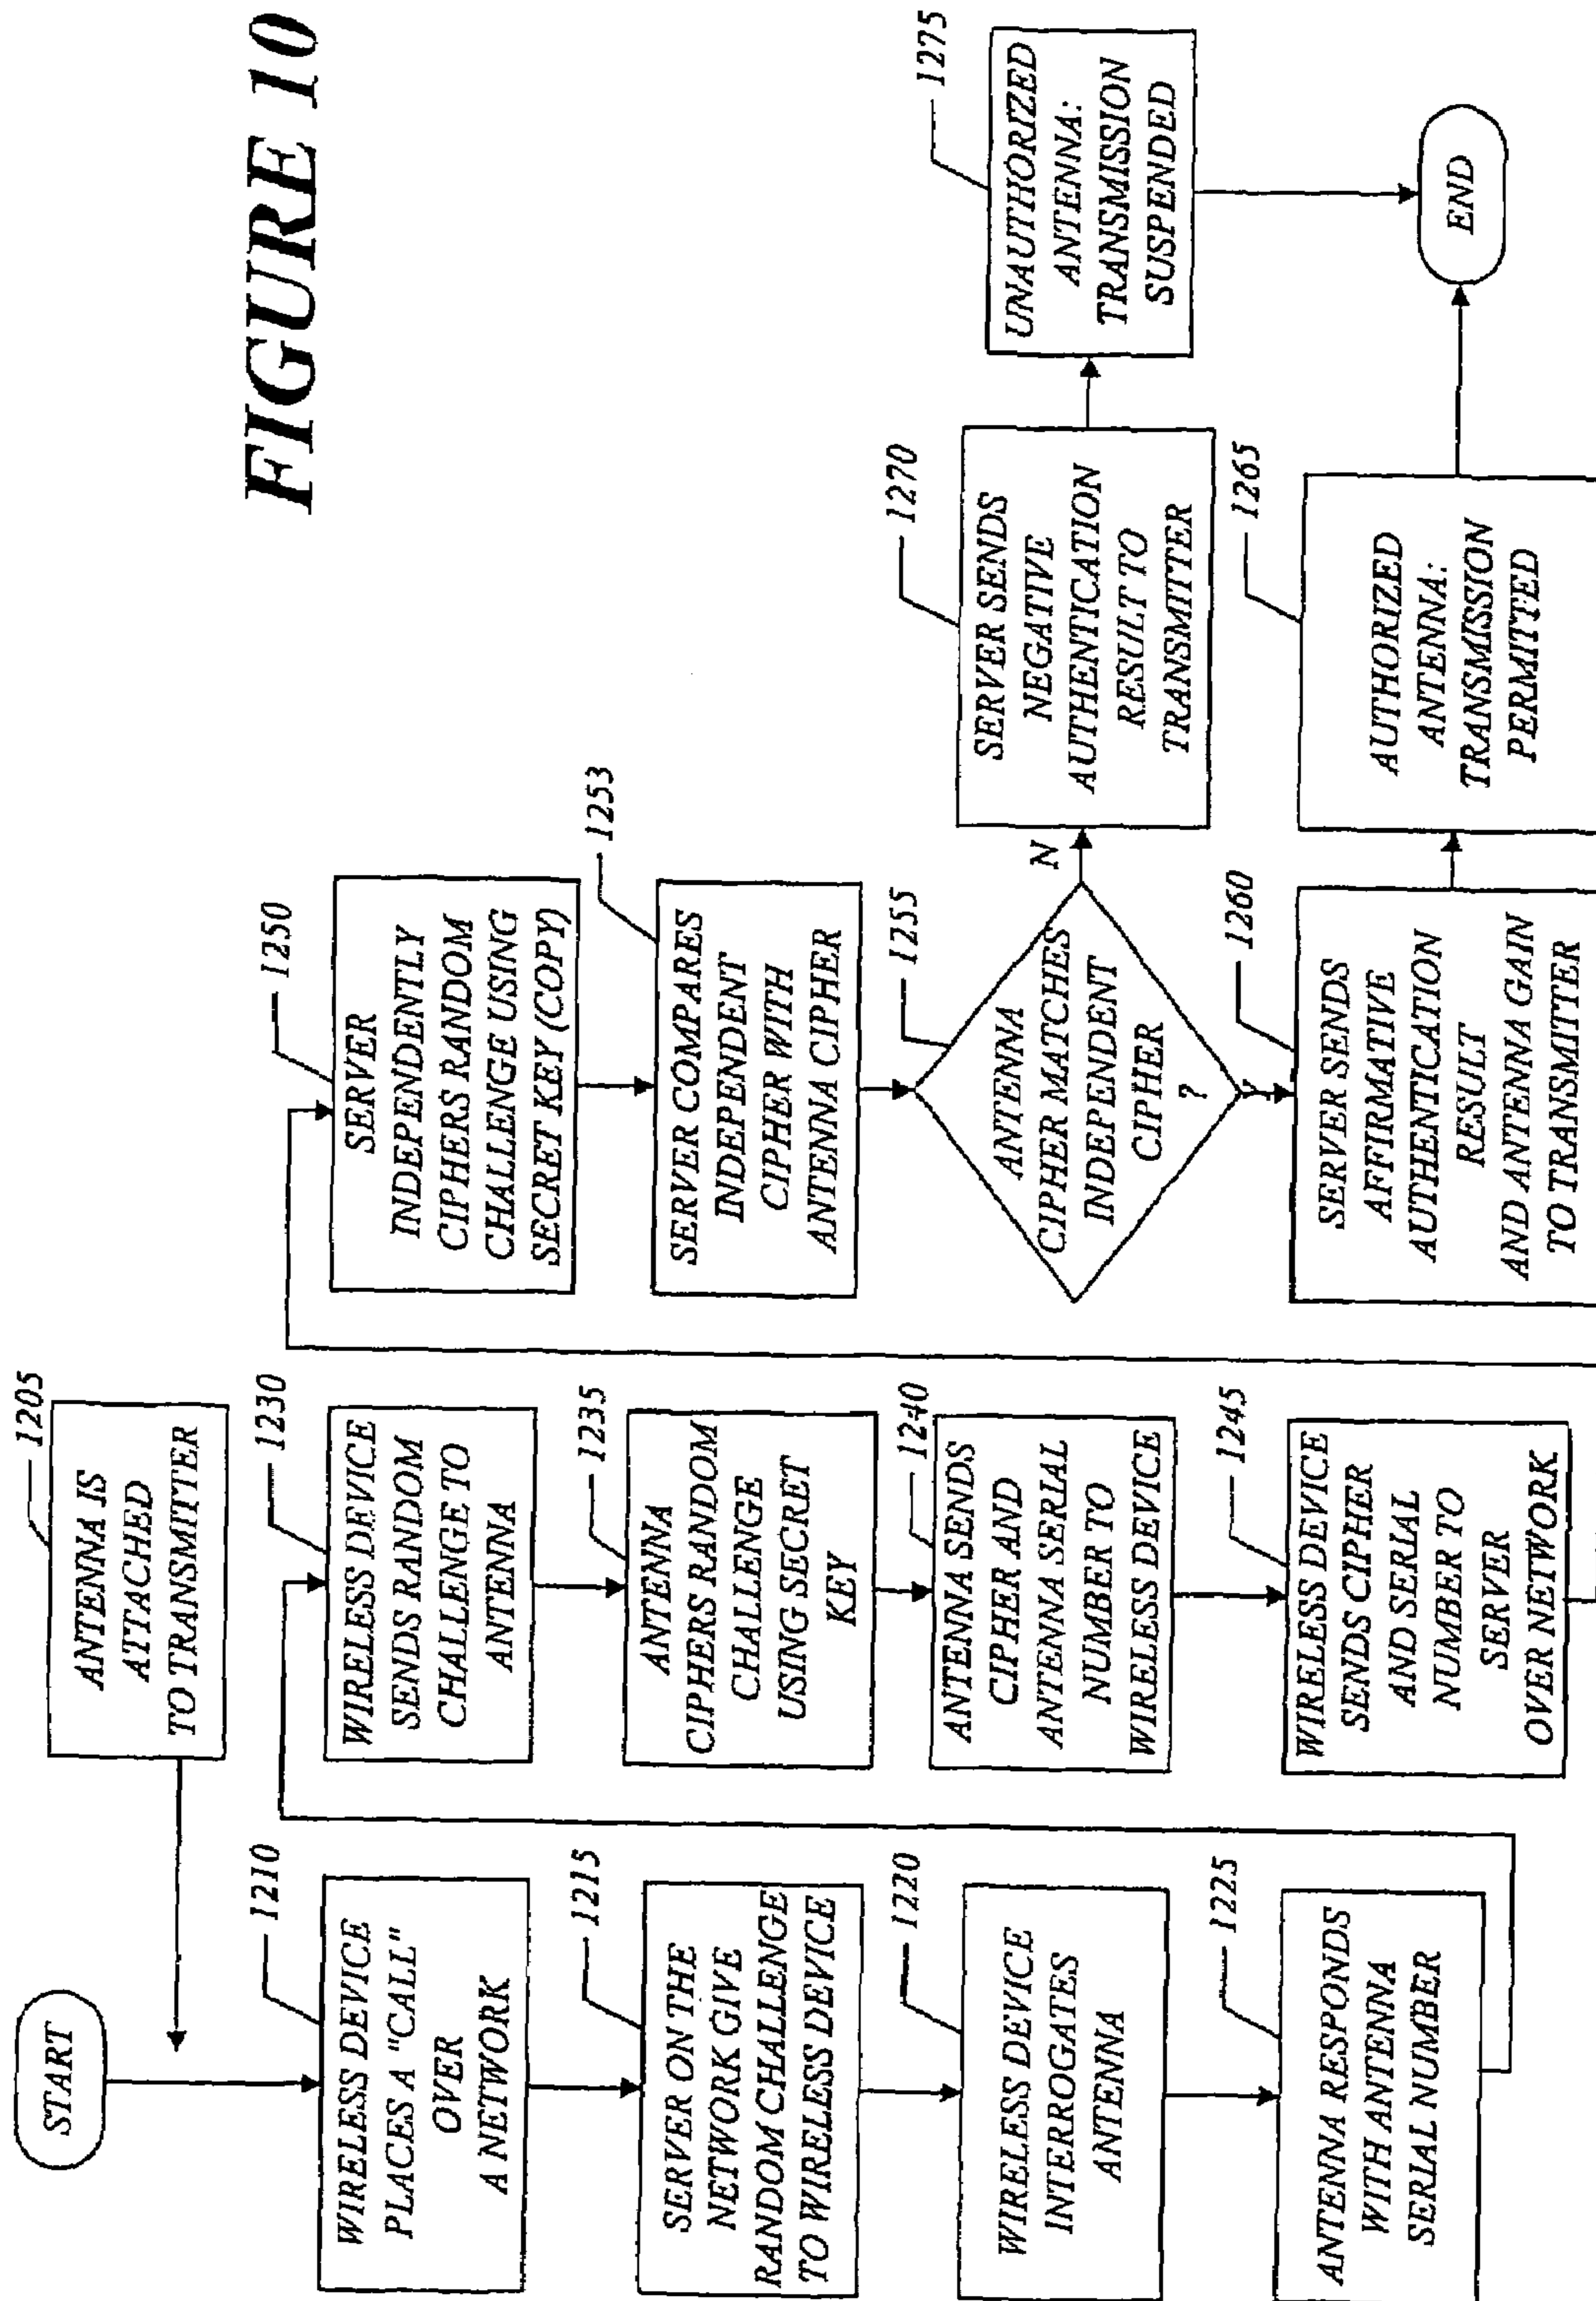 FIGURE 10
START
1205
ANTENNA IS
ATTACHED
TO TRANSMITTER
1210
WIRELESS DEVICE
PLACES A "CALL"
OVER
A NETWORK
1215
SERVER ON THE
NETWORK GIVE
RANDOM CHALLENGE
TO WIRELESS DEVICE
1220
WIRELESS DEVICE
INTERROGATES
ANTENNA
1225
ANTENNA RESPONDS
WITH ANTENNA
SERIAL NUMBER
1230
WIRELESS DEVICE
SENDS RANDOM
CHALLENGE TO
ANTENNA
1235
ANTENNA
CIPHERS RANDOM
CHALLENGE
USING SECRET
KEY
1240
ANTENNA SENDS
CIPHER AND
ANTENNA SERIAL
NUMBER TO
WIRELESS DEVICE
1245
WIRELESS DEVICE
SENDS CIPHER
AND SERIAL
NUMBER TO
SERVER
OVER NETWORK
1250
SERVER
INDEPENDENTLY
CIPHERS RANDOM
CHALLENGE USING
SECRET KEY (COPY)
1253
SERVER COMPARES
INDEPENDENT
CIPHER WITH
ANTENNA CIPHER
1255
ANTENNA
CIPHER MATCHES
INDEPENDENT
CIPHER
?
N
Y
1260
SERVER SENDS
AFFIRMATIVE
AUTHENTICATION
RESULT
AND ANTENNA GAIN
TO TRANSMITTER
1265
AUTHORIZED
ANTENNA:
TRANSMISSION
PERMITTED
1270
SERVER SENDS
NEGATIVE
AUTHENTICATION
RESULT TO
TRANSMITTER
1275
UNAUTHORIZED
ANTENNA:
TRANSMISSION
SUSPENDED
END